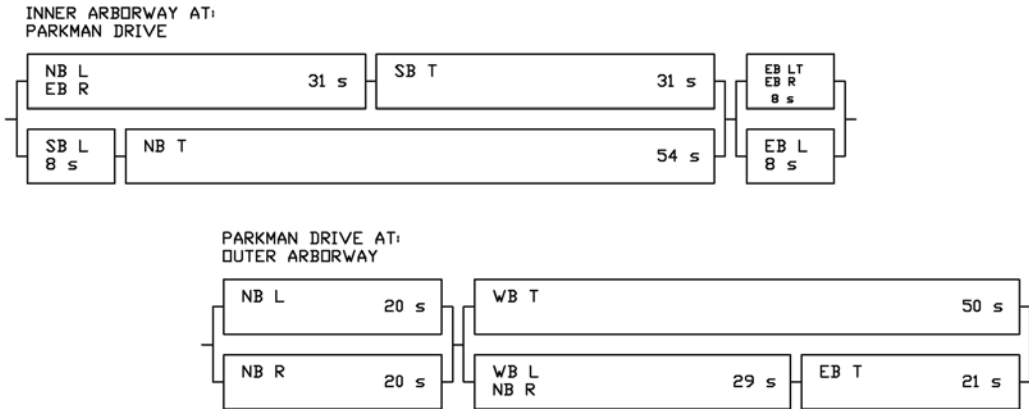 INNER ARBORWAY AT:
PARKMAN DRIVE
NB L
EB R
31 s
SB T
31 s
EB LT
EB R
8 s
SB L
8 s
NB T
54 s
EB L
8 s
PARKMAN DRIVE AT:
OUTER ARBORWAY
NB L
20 s
WB T
50 s
NB R
20 s
WB L
NB R
29 s
EB T
21 s